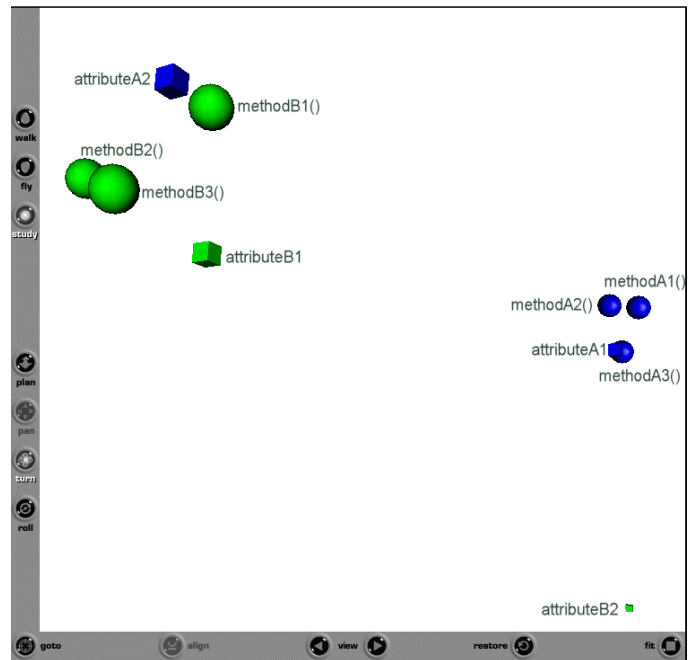 attributeA2
methodB1()
methodB2()
methodB3()
attributeB1
methodA1()
methodA2()
attributeA1
methodA3()
attributeB2
walk
fly
study
plan
pan
turn
roll
goto
align
view
restore
fit